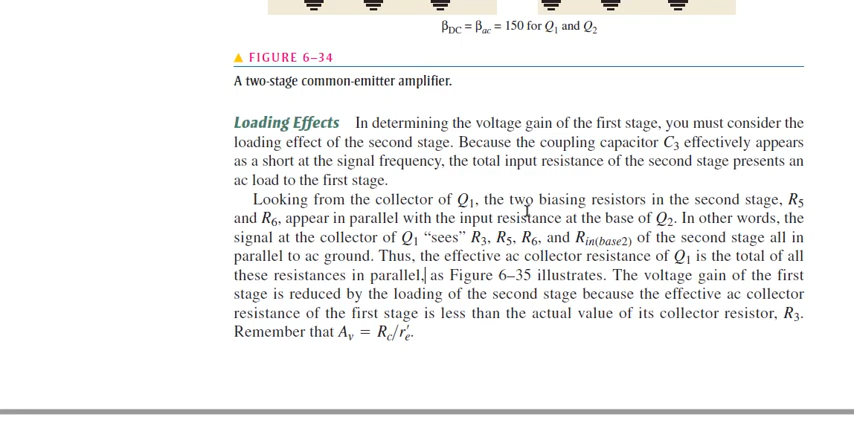 β_DC = β_ac = 150 for Q₁ and Q₂
▲ FIGURE 6–34
A two-stage common-emitter amplifier.
Loading Effects In determining the voltage gain of the first stage, you must consider the
loading effect of the second stage. Because the coupling capacitor C₃ effectively appears
as a short at the signal frequency, the total input resistance of the second stage presents an
ac load to the first stage.
Looking from the collector of Q₁, the two biasing resistors in the second stage, R₅
and R₆, appear in parallel with the input resistance at the base of Q₂. In other words, the
signal at the collector of Q₁ “sees” R₃, R₅, R₆, and R_in(base2) of the second stage all in
parallel to ac ground. Thus, the effective ac collector resistance of Q₁ is the total of all
these resistances in parallel, as Figure 6–35 illustrates. The voltage gain of the first
stage is reduced by the loading of the second stage because the effective ac collector
resistance of the first stage is less than the actual value of its collector resistor, R₃.
Remember that A_v = R_c/r′_e.